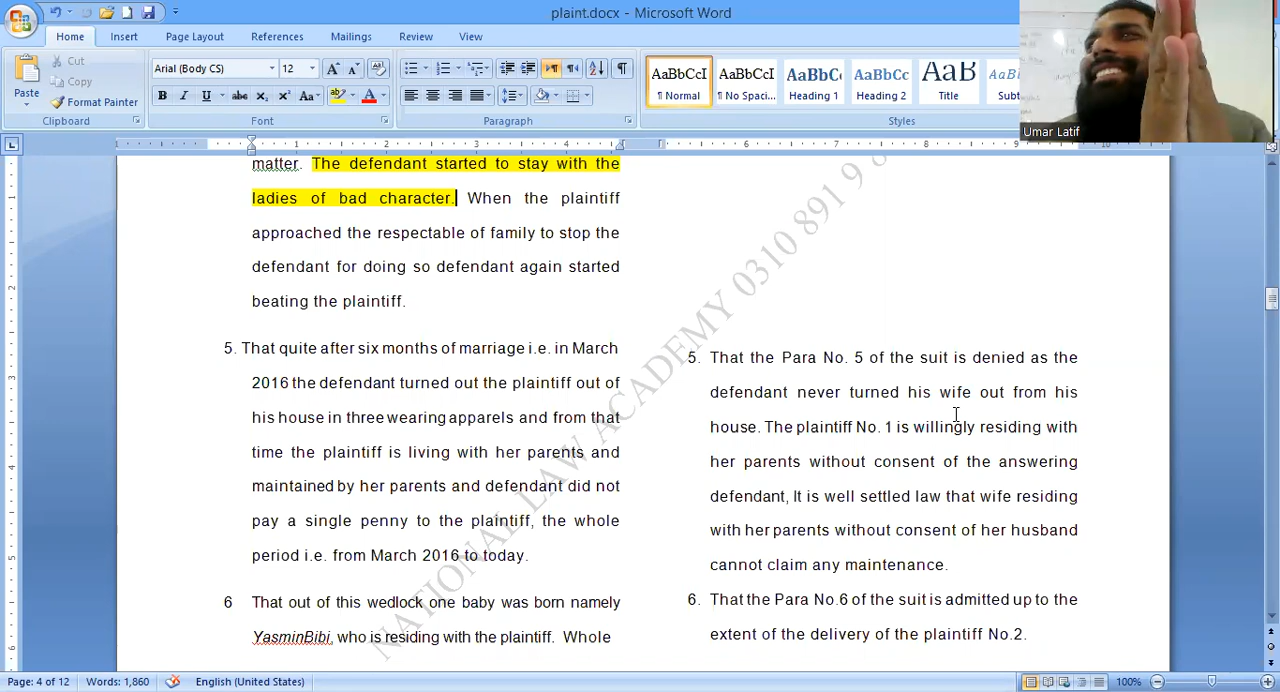 plaint.docx - Microsoft Word
Home Insert Page Layout References Mailings Review View
Paste
Cut
Copy
Format Painter
Clipboard
Arial (Body CS) 12
Font
Paragraph
AaBbCcI AaBbCcI AaBbC AaBbCc AaB
¶ Normal ¶ No Spaci... Heading 1 Heading 2 Title
Styles
Umar Latif
matter. The defendant started to stay with the
ladies of bad character. When the plaintiff
approached the respectable of family to stop the
defendant for doing so defendant again started
beating the plaintiff.
5. That quite after six months of marriage i.e. in March
2016 the defendant turned out the plaintiff out of
his house in three wearing apparels and from that
time the plaintiff is living with her parents and
maintained by her parents and defendant did not
pay a single penny to the plaintiff, the whole
period i.e. from March 2016 to today.
6 That out of this wedlock one baby was born namely
YasminBibi, who is residing with the plaintiff. Whole
5. That the Para No. 5 of the suit is denied as the
defendant never turned his wife out from his
house. The plaintiff No. 1 is willingly residing with
her parents without consent of the answering
defendant, It is well settled law that wife residing
with her parents without consent of her husband
cannot claim any maintenance.
6. That the Para No.6 of the suit is admitted up to the
extent of the delivery of the plaintiff No.2.
NATIONAL LAW ACADEMY 0310 891 9 8
Page: 4 of 12 Words: 1,860 English (United States) 100%